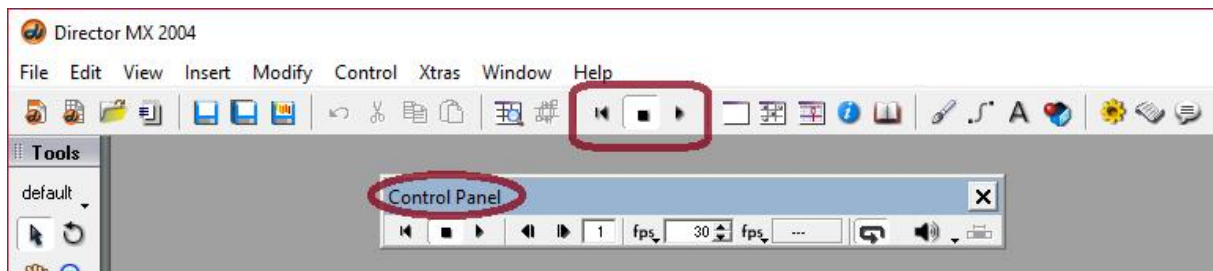 Director MX 2004
File Edit View Insert Modify Control Xtras Window Help
A
Tools
default
Control Panel
1 fps 30 fps ---